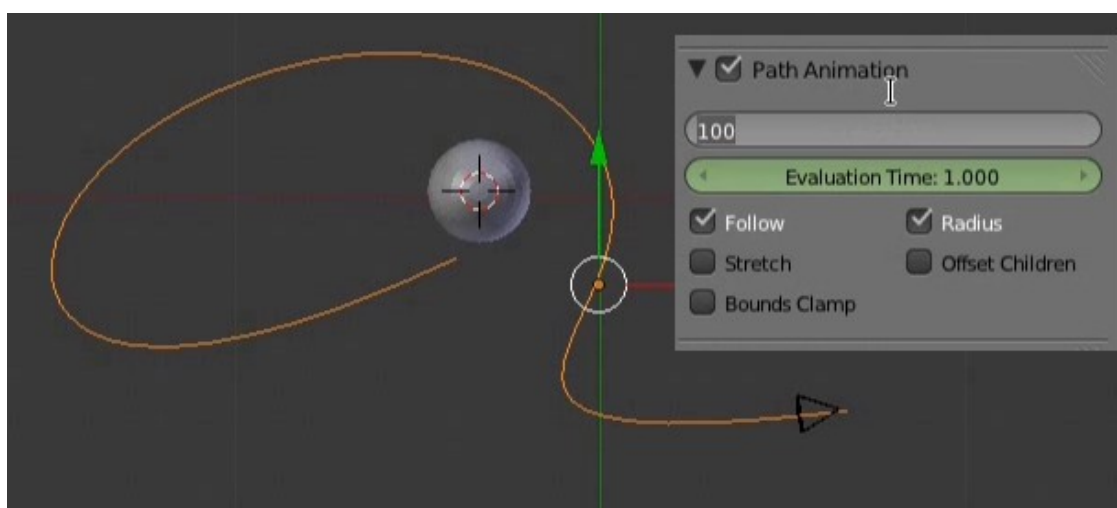 Path Animation
100
Evaluation Time: 1.000
Follow
Radius
Stretch
Offset Children
Bounds Clamp